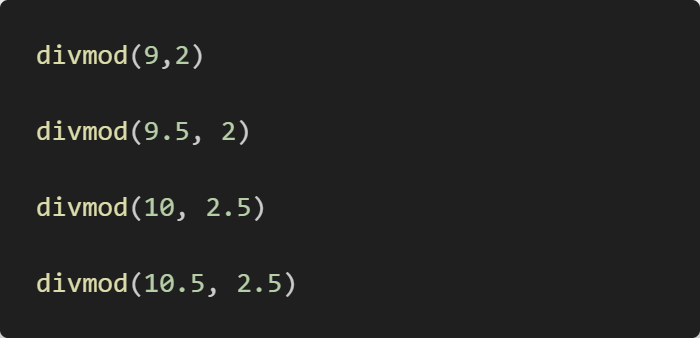 divmod(9,2)
divmod(9.5, 2)
divmod(10, 2.5)
divmod(10.5, 2.5)